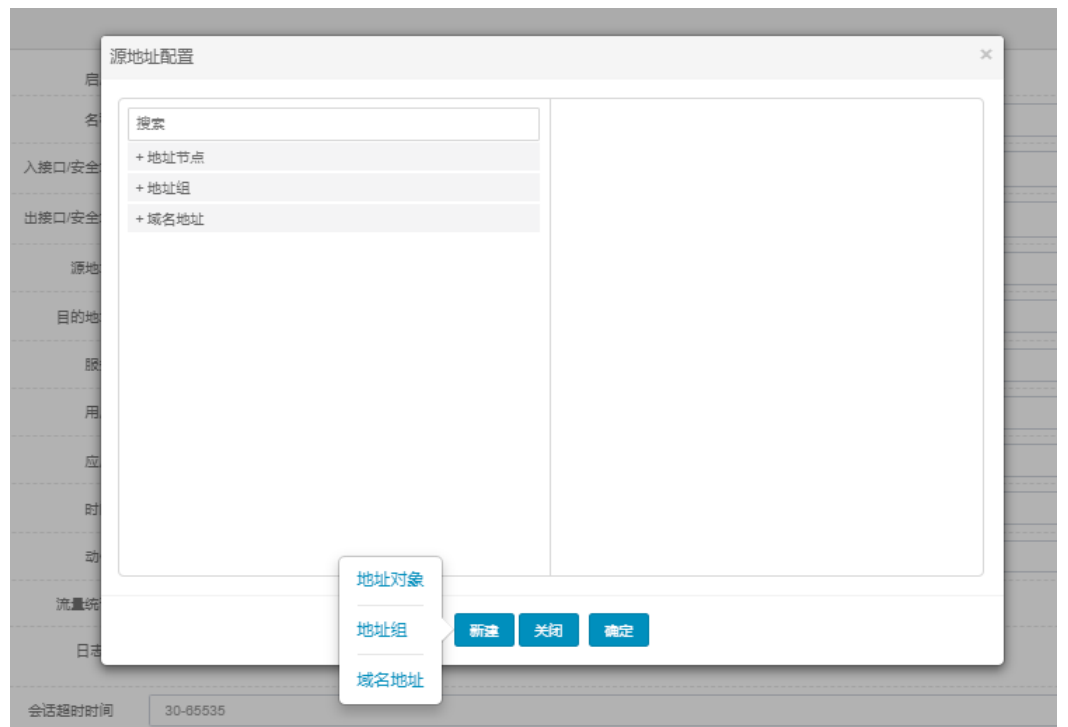 源地址配置
×
启
名
搜索
入接口/安全
+ 地址节点
+ 地址组
出接口/安全
+ 域名地址
源地
目的地
服
用
应
时
动
地址对象
流量统
地址组
新建
关闭
确定
日志
域名地址
会话超时时间
30-65535